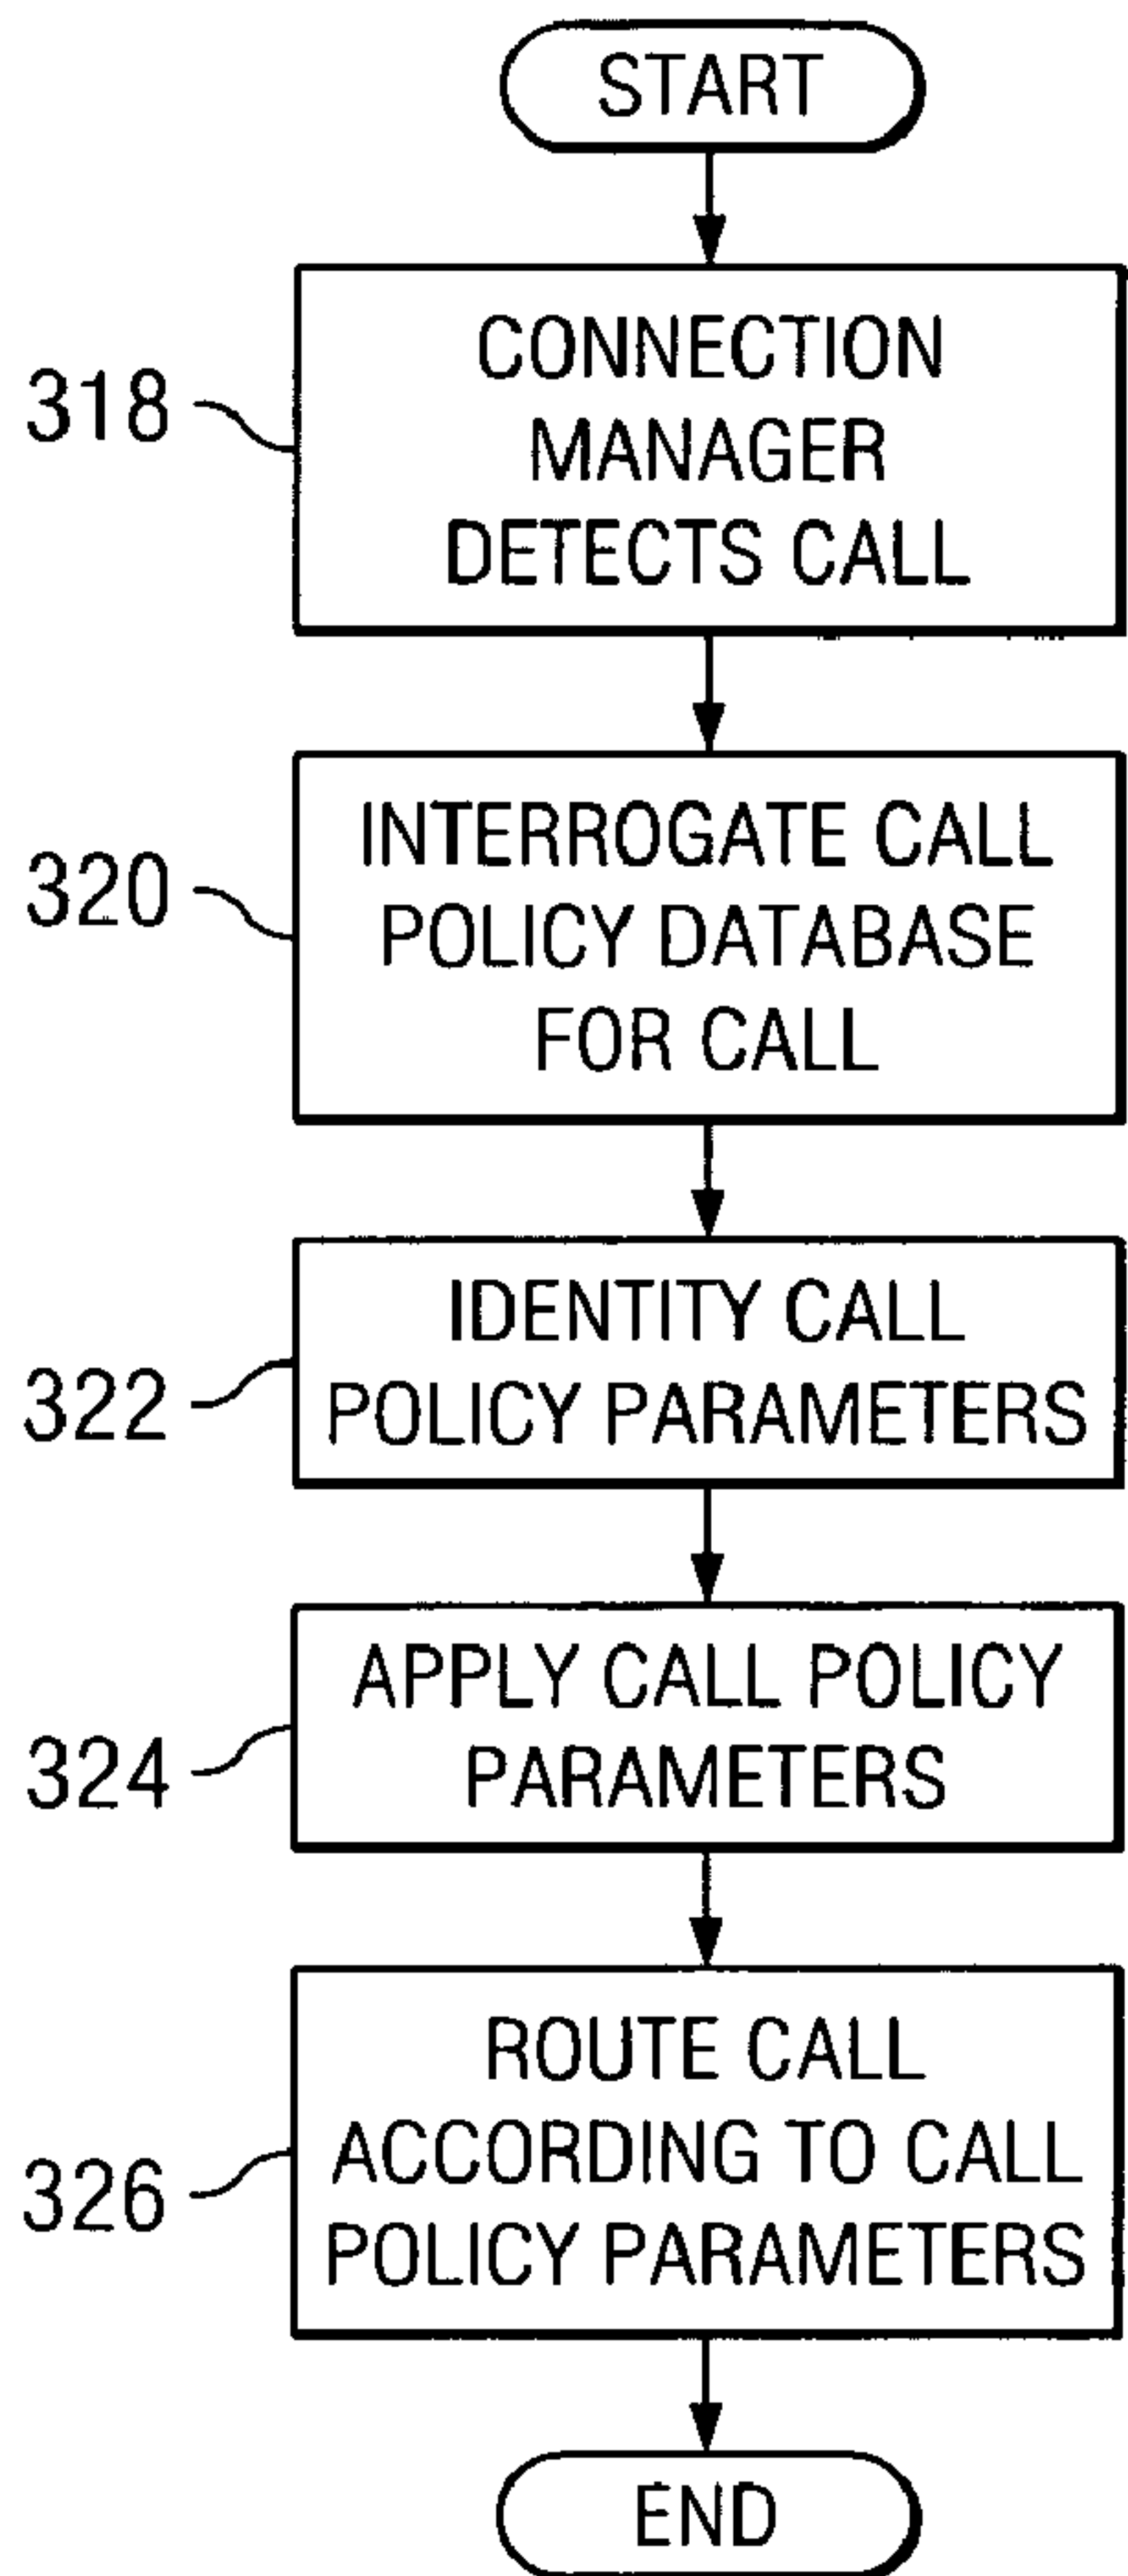 START
318
CONNECTION
MANAGER
DETECTS CALL
320
INTERROGATE CALL
POLICY DATABASE
FOR CALL
322
IDENTITY CALL
POLICY PARAMETERS
324
APPLY CALL POLICY
PARAMETERS
326
ROUTE CALL
ACCORDING TO CALL
POLICY PARAMETERS
END